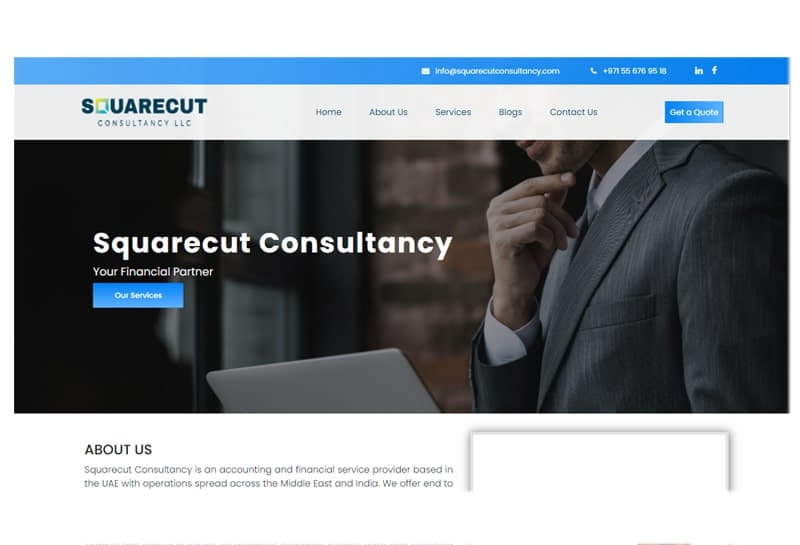 info@squarecutconsultancy.com +971 55 676 95 18
SQUARECUT
CONSULTANCY LLC
Home About Us Services Blogs Contact Us Get a Quote
Squarecut Consultancy
Your Financial Partner
Our Services
ABOUT US
Squarecut Consultancy is an accounting and financial service provider based in
the UAE with operations spread across the Middle East and India. We offer end to